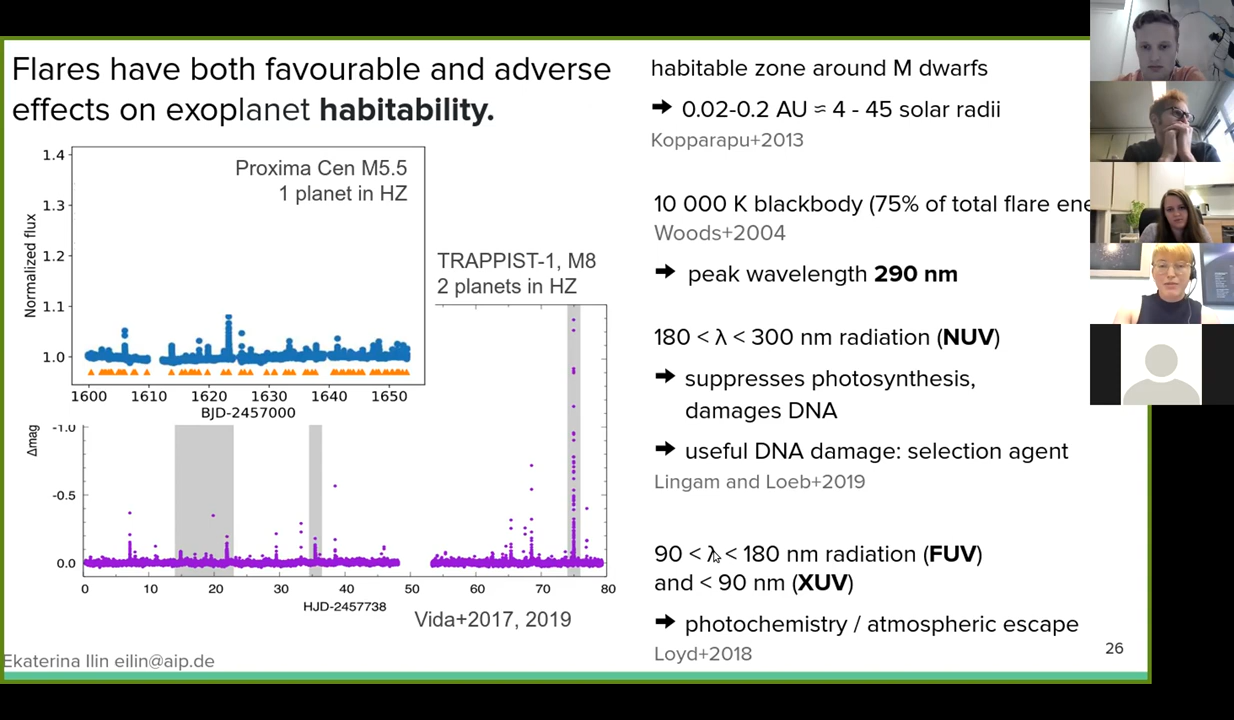 Flares have both favourable and adverse
effects on exoplanet habitability.
1.4
1.3
1.2
1.1
1.0
Normalized flux
Proxima Cen M5.5
1 planet in HZ
1600 1610 1620 1630 1640 1650
BJD-2457000
TRAPPIST-1, M8
2 planets in HZ
-1.0
-0.5
0.0
Δmag
0 10 20 30 40 50 60 70 80
HJD-2457738
Vida+2017, 2019
Ekaterina Ilin eilin@aip.de
habitable zone around M dwarfs
➡ 0.02-0.2 AU ≂ 4 - 45 solar radii
Kopparapu+2013
10 000 K blackbody (75% of total flare ene
Woods+2004
➡ peak wavelength 290 nm
180 < λ < 300 nm radiation (NUV)
➡ suppresses photosynthesis,
damages DNA
➡ useful DNA damage: selection agent
Lingam and Loeb+2019
90 < λ < 180 nm radiation (FUV)
and < 90 nm (XUV)
➡ photochemistry / atmospheric escape
Loyd+2018
26